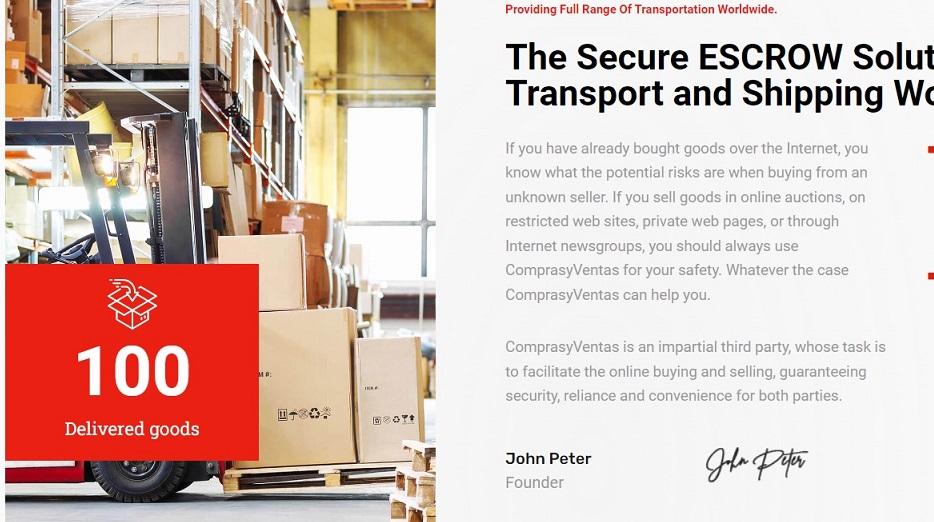 Providing Full Range Of Transportation Worldwide.
The Secure ESCROW Solut
Transport and Shipping Wo
If you have already bought goods over the Internet, you
know what the potential risks are when buying from an
unknown seller. If you sell goods in online auctions, on
restricted web sites, private web pages, or through
Internet newsgroups, you should always use
ComprasyVentas for your safety. Whatever the case
ComprasyVentas can help you.
ComprasyVentas is an impartial third party, whose task is
to facilitate the online buying and selling, guaranteeing
security, reliance and convenience for both parties.
John Peter
John Peter
Founder
100
Delivered goods